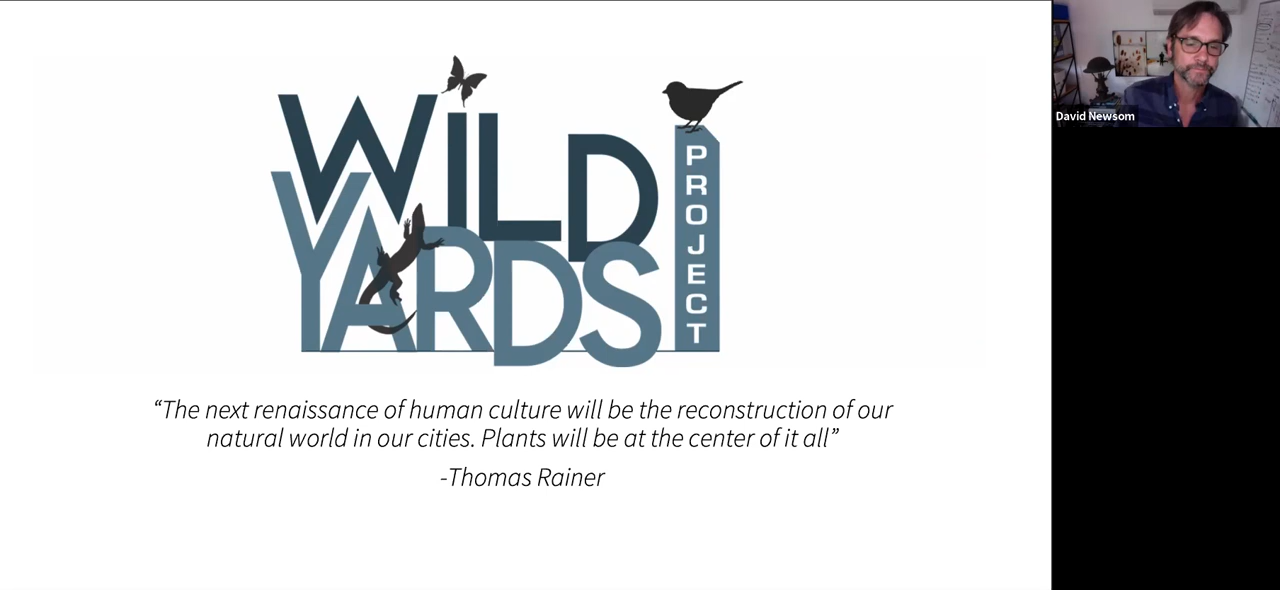 WILD
YARDS
PROJECT
“The next renaissance of human culture will be the reconstruction of our
natural world in our cities. Plants will be at the center of it all”
-Thomas Rainer
David Newsom